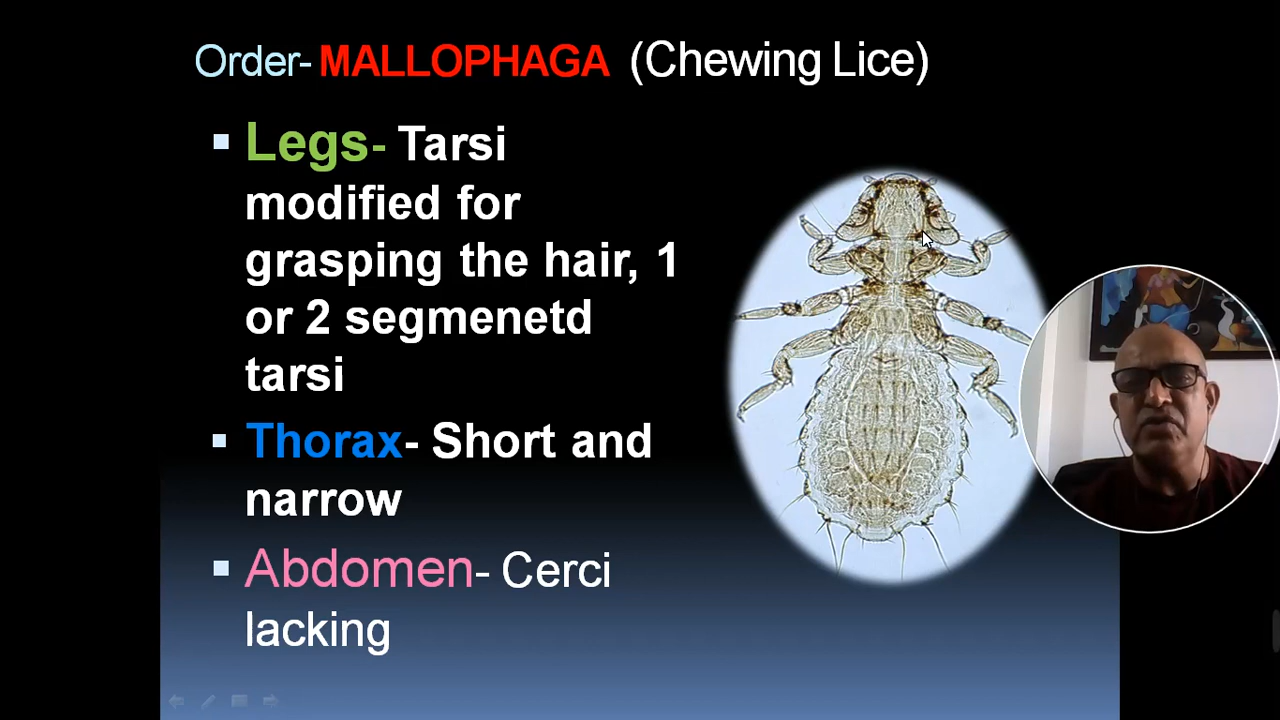 Order- MALLOPHAGA (Chewing Lice)
Legs- Tarsi
modified for
grasping the hair, 1
or 2 segmenetd
tarsi
Thorax- Short and
narrow
Abdomen- Cerci
lacking